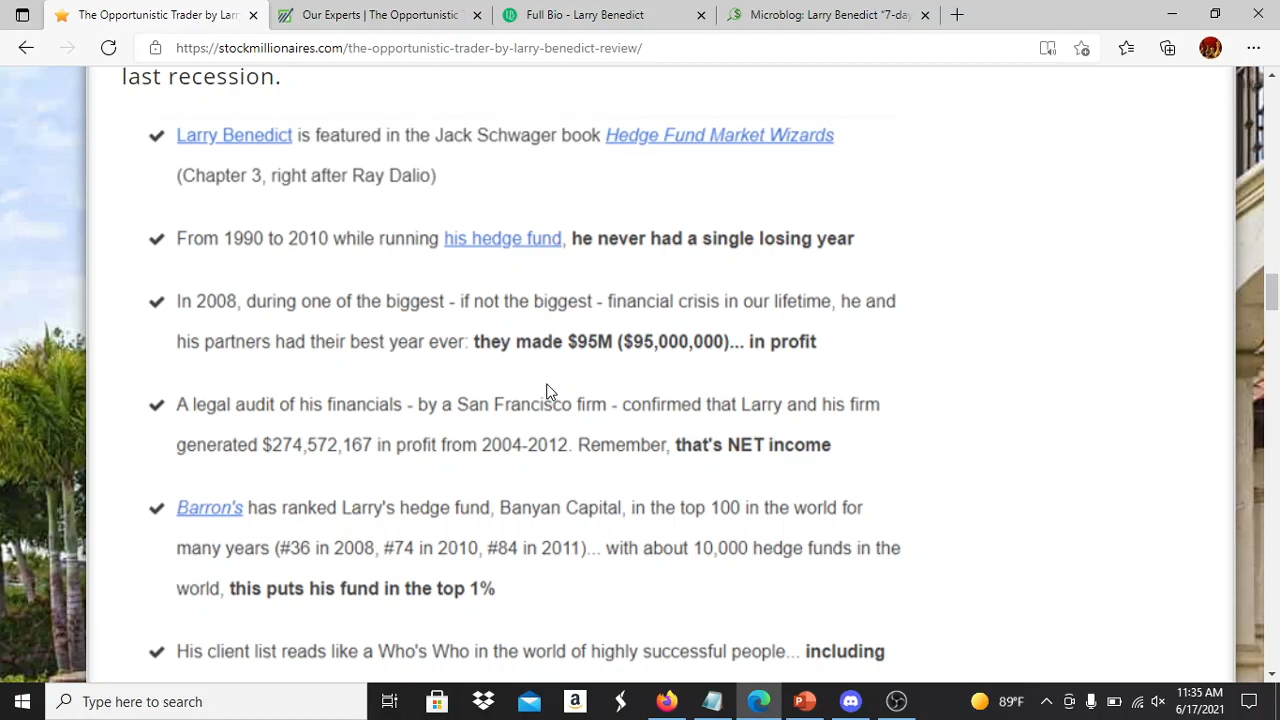 The Opportunistic Trader by Larr
Our Experts | The Opportunistic
Full Bio - Larry Benedict
Microblog: Larry Benedict "7-day
https://stockmillionaires.com/the-opportunistic-trader-by-larry-benedict-review/
last recession.
Larry Benedict is featured in the Jack Schwager book Hedge Fund Market Wizards
(Chapter 3, right after Ray Dalio)
From 1990 to 2010 while running his hedge fund, he never had a single losing year
In 2008, during one of the biggest - if not the biggest - financial crisis in our lifetime, he and
his partners had their best year ever: they made $95M ($95,000,000)... in profit
A legal audit of his financials - by a San Francisco firm - confirmed that Larry and his firm
generated $274,572,167 in profit from 2004-2012. Remember, that's NET income
Barron's has ranked Larry's hedge fund, Banyan Capital, in the top 100 in the world for
many years (#36 in 2008, #74 in 2010, #84 in 2011)... with about 10,000 hedge funds in the
world, this puts his fund in the top 1%
His client list reads like a Who's Who in the world of highly successful people... including
Type here to search
89°F
11:35 AM
6/17/2021